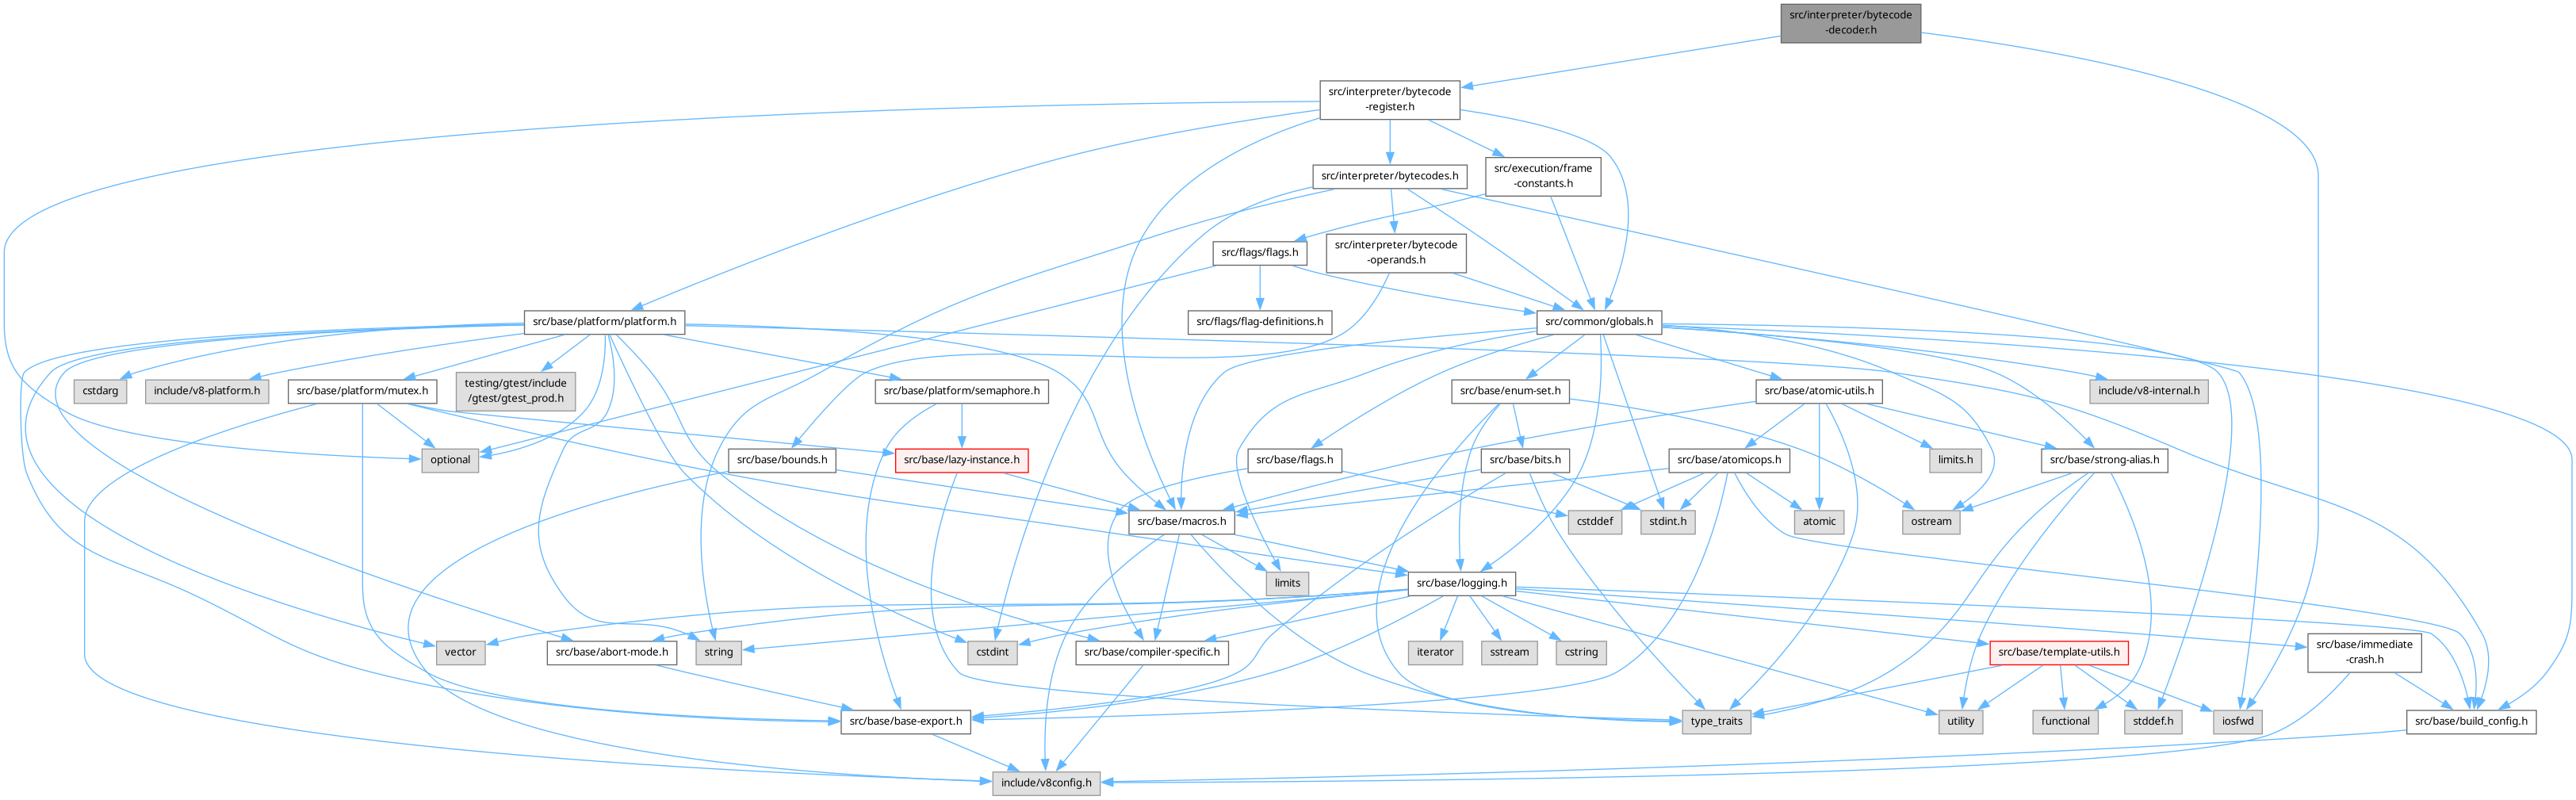 src/interpreter/bytecode
-decoder.h
src/interpreter/bytecode
-register.h
src/interpreter/bytecodes.h
src/execution/frame
-constants.h
src/flags/flags.h
src/interpreter/bytecode
-operands.h
src/base/platform/platform.h
src/flags/flag-definitions.h
src/common/globals.h
cstdarg
include/v8-platform.h
src/base/platform/mutex.h
testing/gtest/include
/gtest/gtest_prod.h
src/base/platform/semaphore.h
src/base/enum-set.h
src/base/atomic-utils.h
include/v8-internal.h
optional
src/base/bounds.h
src/base/lazy-instance.h
src/base/flags.h
src/base/bits.h
src/base/atomicops.h
limits.h
src/base/strong-alias.h
src/base/macros.h
cstddef
stdint.h
atomic
ostream
limits
src/base/logging.h
vector
src/base/abort-mode.h
string
cstdint
src/base/compiler-specific.h
iterator
sstream
cstring
src/base/template-utils.h
src/base/immediate
-crash.h
src/base/base-export.h
type_traits
utility
functional
stddef.h
iosfwd
src/base/build_config.h
include/v8config.h